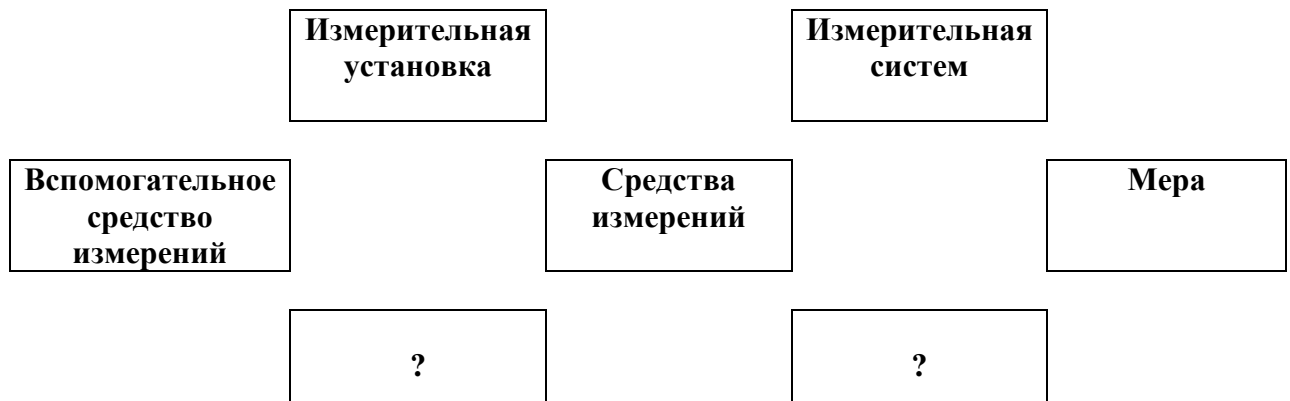 Измерительная
установка
Измерительная
систем
Вспомогательное
средство
измерений
Средства
измерений
Мера
?
?